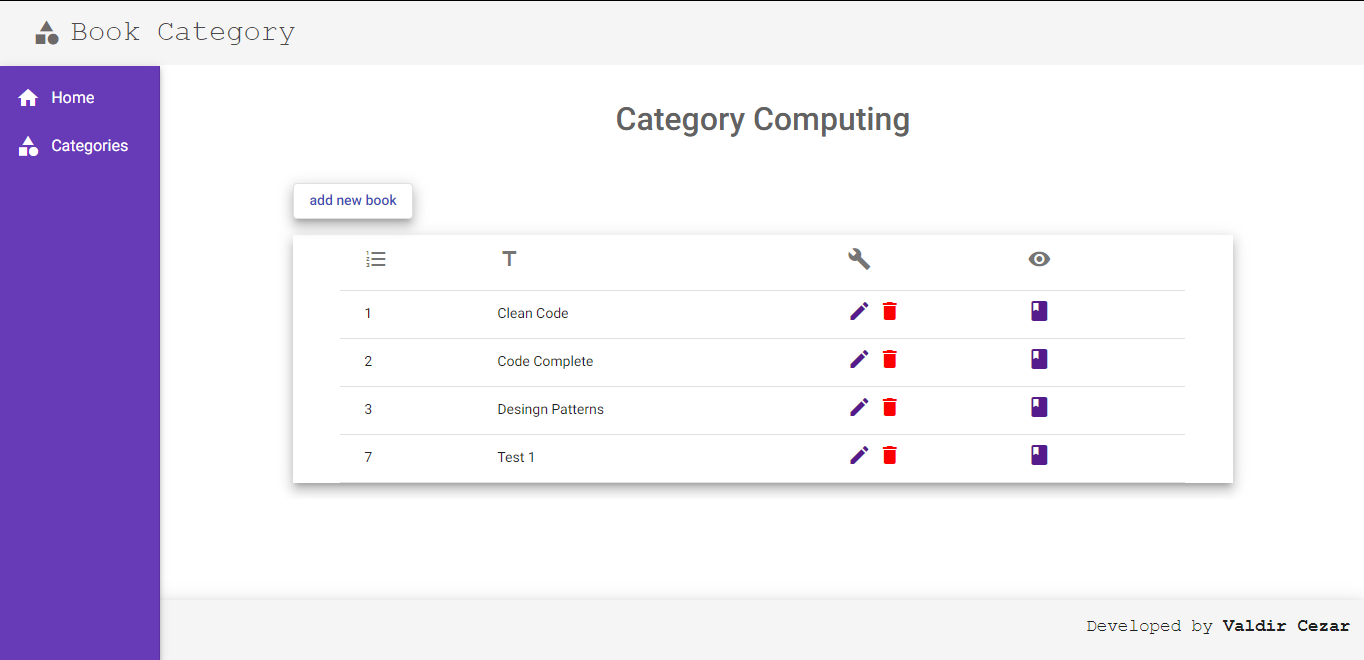 Book Category
Home
Categories
Category Computing
add new book
1 Clean Code
2 Code Complete
3 Desingn Patterns
7 Test 1
Developed by Valdir Cezar